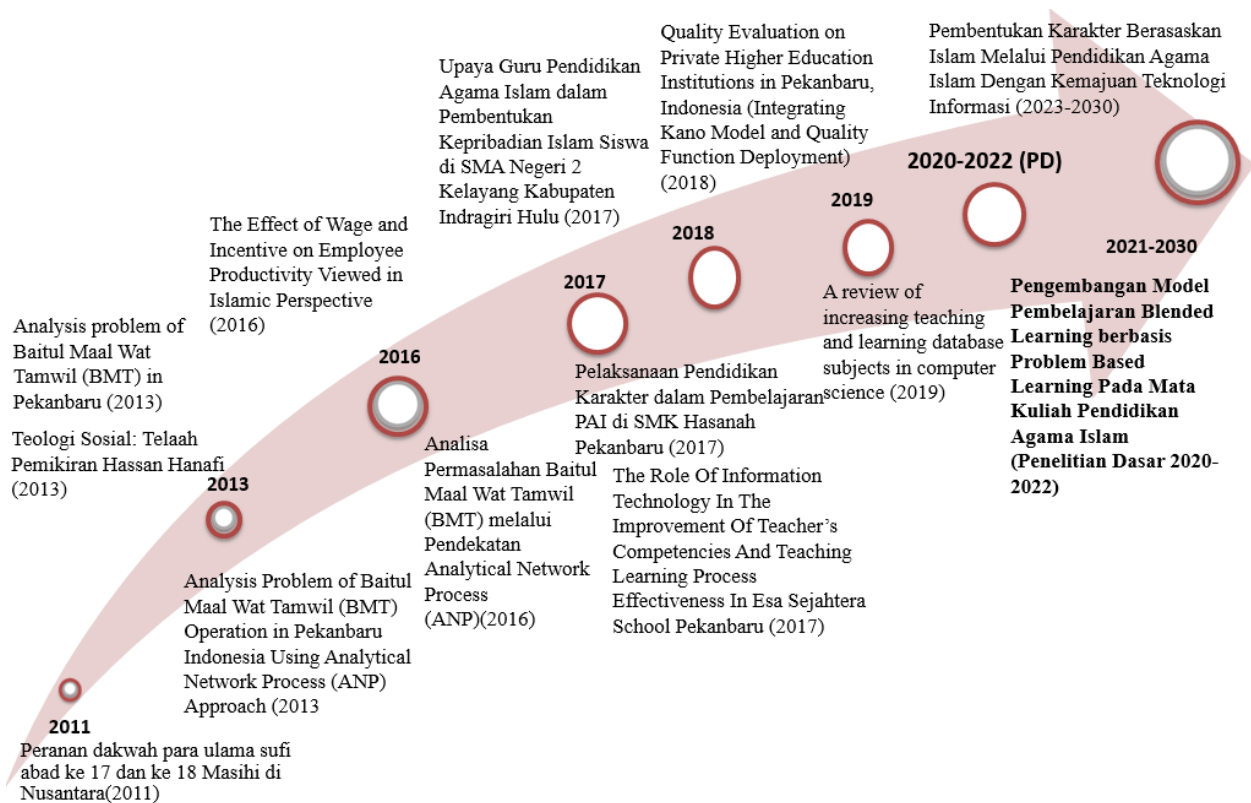 2011
Peranan dakwah para ulama sufi
abad ke 17 dan ke 18 Masihi di
Nusantara(2011)
Analysis problem of
Baitul Maal Wat
Tamwil (BMT) in
Pekanbaru (2013)
Teologi Sosial: Telaah
Pemikiran Hassan Hanafi
(2013)
2013
Analysis Problem of Baitul
Maal Wat Tamwil (BMT)
Operation in Pekanbaru
Indonesia Using Analytical
Network Process (ANP)
Approach (2013
The Effect of Wage and
Incentive on Employee
Productivity Viewed in
Islamic Perspective
(2016)
2016
Analisa
Permasalahan Baitul
Maal Wat Tamwil
(BMT) melalui
Pendekatan
Analytical Network
Process
(ANP)(2016)
Upaya Guru Pendidikan
Agama Islam dalam
Pembentukan
Kepribadian Islam Siswa
di SMA Negeri 2
Kelayang Kabupaten
Indragiri Hulu (2017)
2017
Pelaksanaan Pendidikan
Karakter dalam Pembelajaran
PAI di SMK Hasanah
Pekanbaru (2017)
The Role Of Information
Technology In The
Improvement Of Teacher’s
Competencies And Teaching
Learning Process
Effectiveness In Esa Sejahtera
School Pekanbaru (2017)
Quality Evaluation on
Private Higher Education
Institutions in Pekanbaru,
Indonesia (Integrating
Kano Model and Quality
Function Deployment)
(2018)
2018
2019
A review of
increasing teaching
and learning database
subjects in computer
science (2019)
2020-2022 (PD)
Pembentukan Karakter Berasaskan
Islam Melalui Pendidikan Agama
Islam Dengan Kemajuan Teknologi
Informasi (2023-2030)
2021-2030
Pengembangan Model
Pembelajaran Blended
Learning berbasis
Problem Based
Learning Pada Mata
Kuliah Pendidikan
Agama Islam
(Penelitian Dasar 2020-
2022)